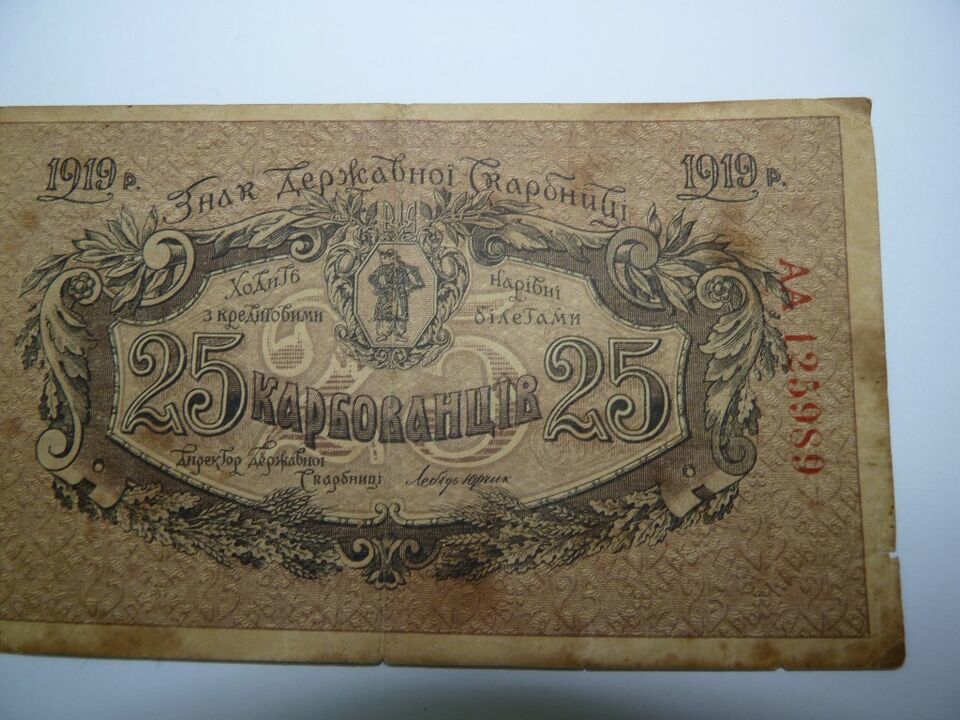 1919 р. 1919 р.
Знак Державної Скарбниці
Ходить нарівні
з кредитовими білетами
25 КАРБОВАНЦІВ 25
Директор Державної
Скарбниці Лебідь-Юрчик
АА 125989